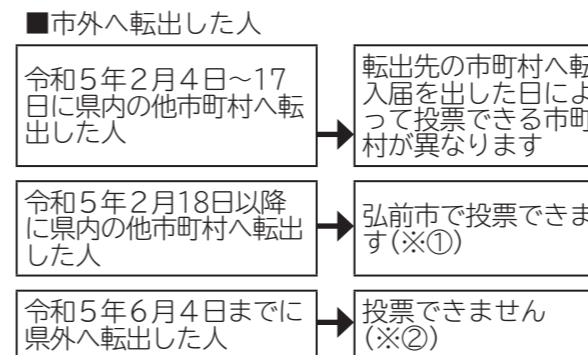 ■市外へ転出した人
令和5年2月4日～17
日に県内の他市町村へ転
出した人
転出先の市町村へ転
入届を出した日によ
って投票できる市町
村が異なります
令和5年2月18日以降
に県内の他市町村へ転出
した人
弘前市で投票できま
す(※①)
令和5年6月4日までに
県外へ転出した人
投票できません
(※②)